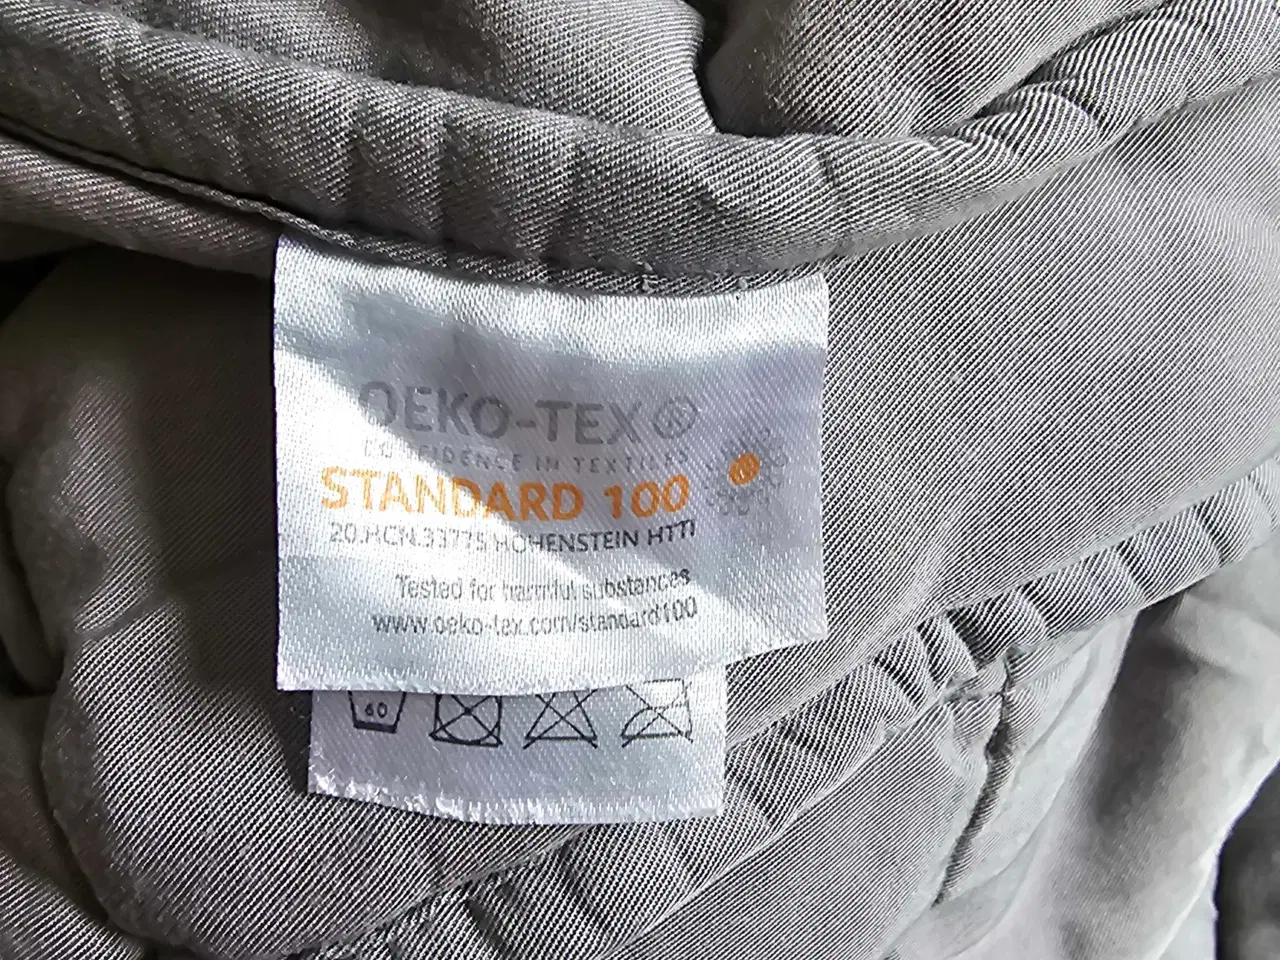 OEKO-TEX®
CONFIDENCE IN TEXTILES
STANDARD 100
20.HCN.33775 HOHENSTEIN HTTI
Tested for harmful substances
www.oeko-tex.com/standard100
60